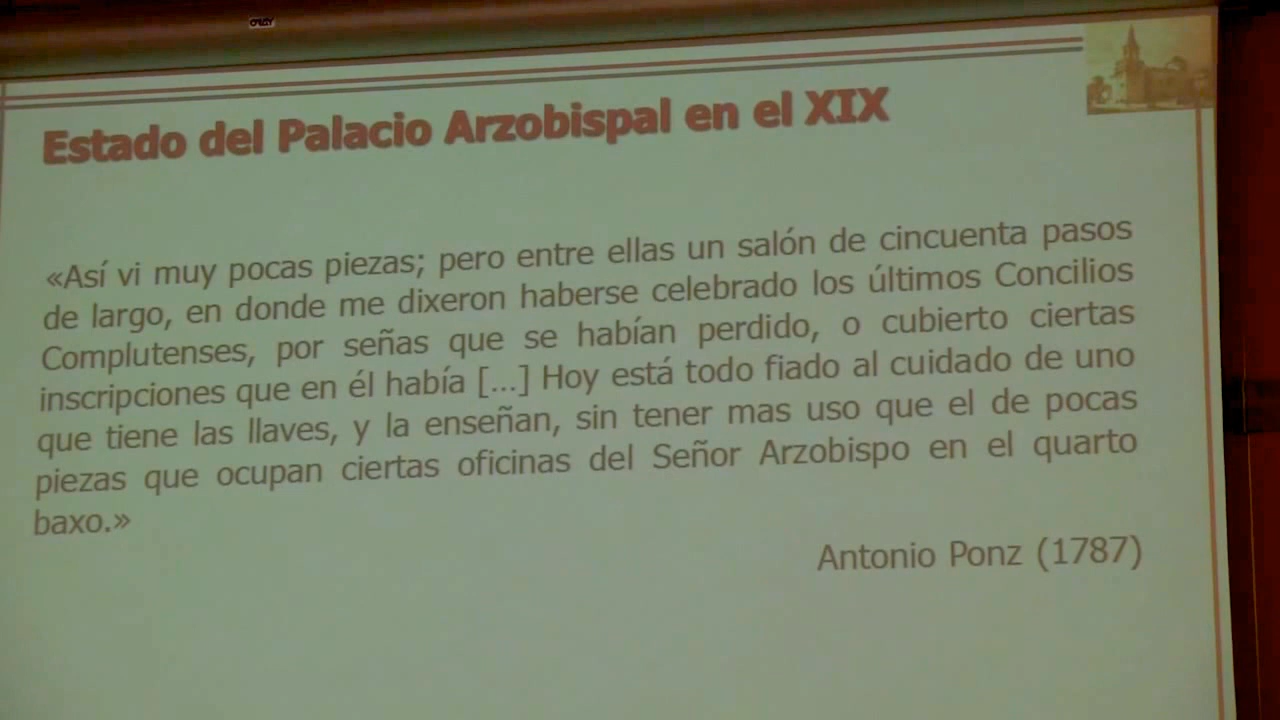 Estado del Palacio Arzobispal en el XIX
«Así vi muy pocas piezas; pero entre ellas un salón de cincuenta pasos
de largo, en donde me dixeron haberse celebrado los últimos Concilios
Complutenses, por señas que se habían perdido, o cubierto ciertas
inscripciones que en él había [...] Hoy está todo fiado al cuidado de uno
que tiene las llaves, y la enseñan, sin tener mas uso que el de pocas
piezas que ocupan ciertas oficinas del Señor Arzobispo en el quarto
baxo.»
Antonio Ponz (1787)